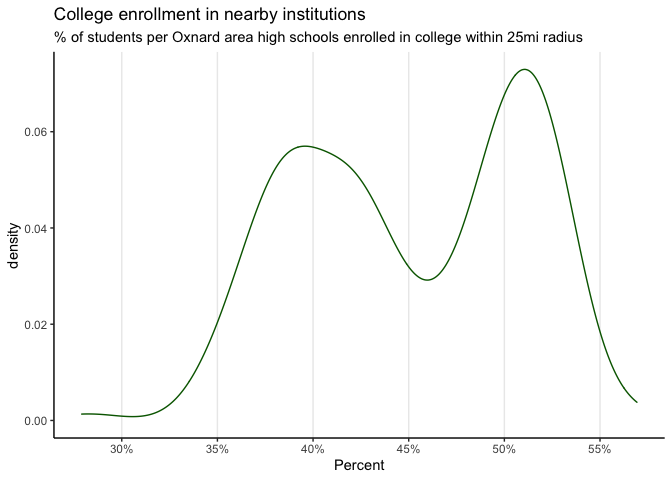 College enrollment in nearby institutions
% of students per Oxnard area high schools enrolled in college within 25mi radius
density
0.06
0.04
0.02
0.00
30% 35% 40% 45% 50% 55%
Percent